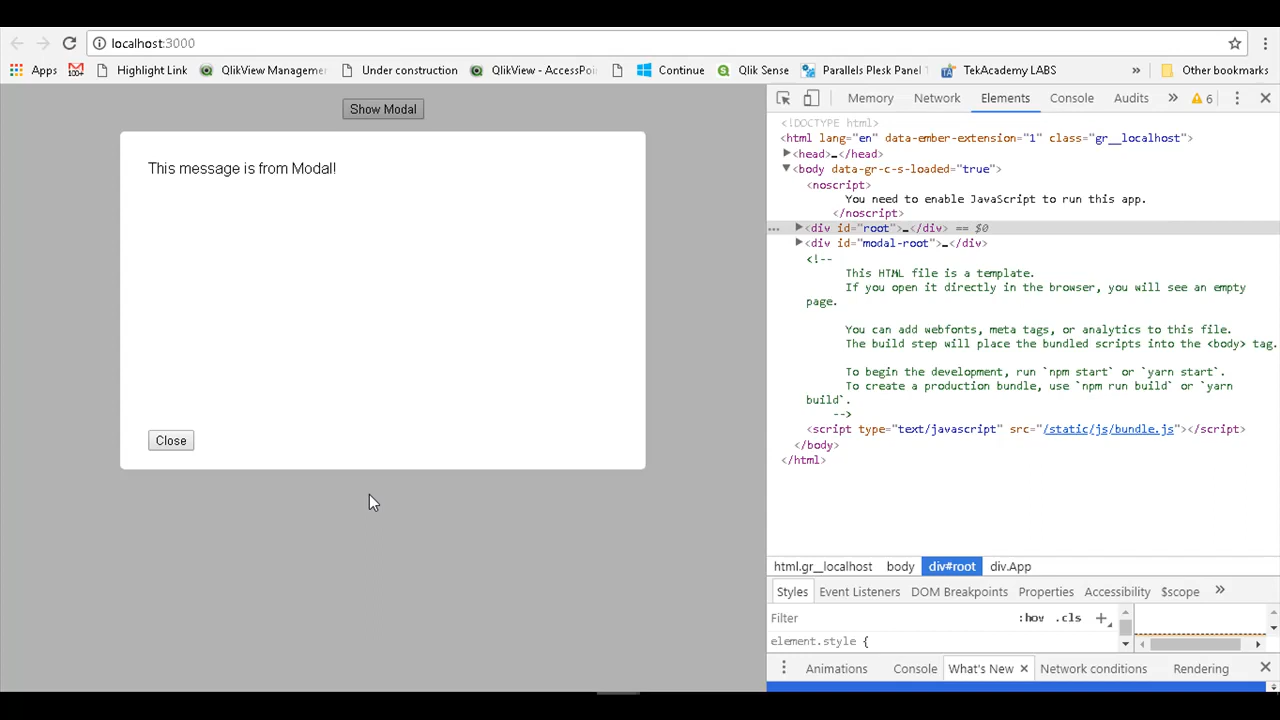 localhost:3000
Apps
Highlight Link
QlikView Manageme
Under construction
QlikView - AccessPoi
Continue
Qlik Sense
Parallels Plesk Panel
TekAcademy LABS
»
Other bookmarks
Show Modal
This message is from Modal!
Close
Memory
Network
Elements
Console
Audits
»
6
<!DOCTYPE html>
<html lang="en" data-ember-extension="1" class="gr__localhost">
<head>…</head>
<body data-gr-c-s-loaded="true">
<noscript>
You need to enable JavaScript to run this app.
</noscript>
… <div id="root">…</div> == $0
<div id="modal-root">…</div>
<!--
This HTML file is a template.
If you open it directly in the browser, you will see an empty
page.
You can add webfonts, meta tags, or analytics to this file.
The build step will place the bundled scripts into the <body> tag.
To begin the development, run `npm start` or `yarn start`.
To create a production bundle, use `npm run build` or `yarn
build`.
-->
<script type="text/javascript" src="/static/js/bundle.js"></script>
</body>
</html>
html.gr__localhost body div#root div.App
Styles Event Listeners DOM Breakpoints Properties Accessibility $scope »
Filter :hov .cls +
element.style {
Animations Console What's New × Network conditions Rendering